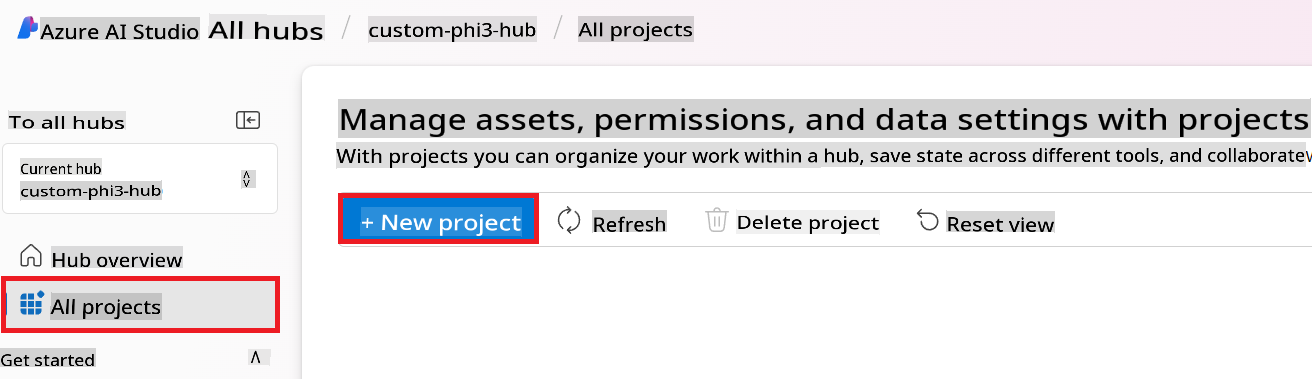 Azure AI Studio All hubs / custom-phi3-hub / All projects
To all hubs
Current hub
custom-phi3-hub
Hub overview
All projects
Get started
Manage assets, permissions, and data settings with projects
With projects you can organize your work within a hub, save state across different tools, and collaborate
+ New project Refresh Delete project Reset view